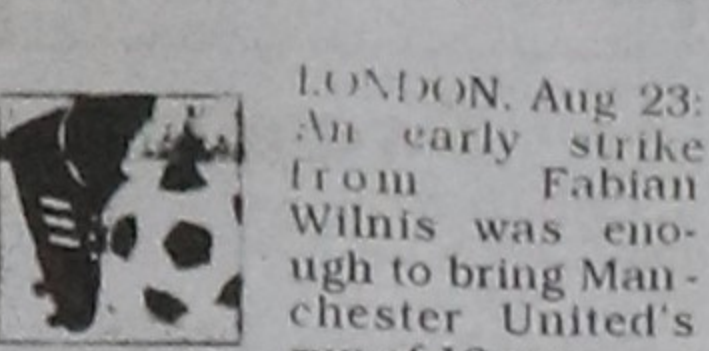 LONDON, Aug 23:
An early strike
from Fabian
Wilnis was eno-
ugh to bring Man-
chester United's